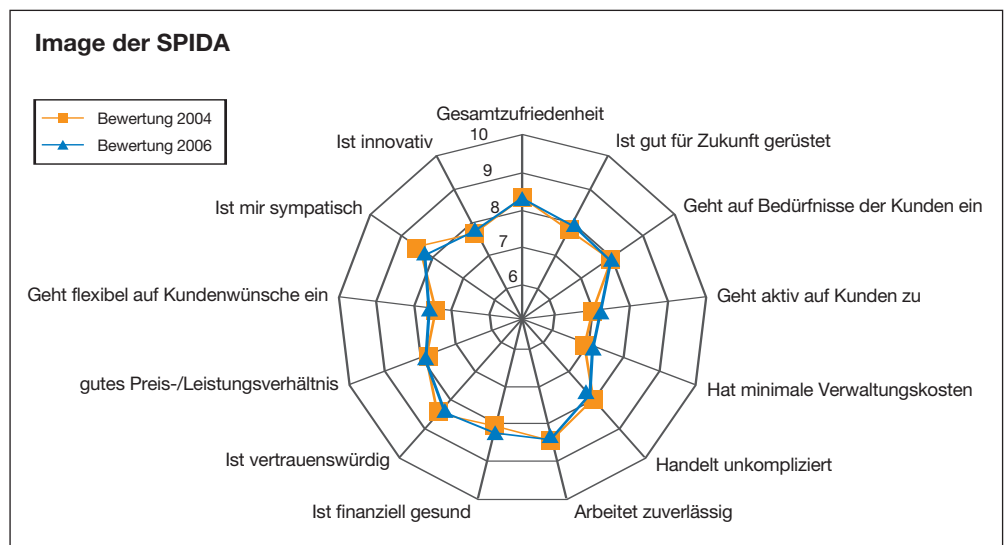 Image der SPIDA
Bewertung 2004
Bewertung 2006
Gesamtzufriedenheit
Ist innovativ
Ist gut für Zukunft gerüstet
Ist mir sympatisch
Geht auf Bedürfnisse der Kunden ein
Geht flexibel auf Kundenwünsche ein
Geht aktiv auf Kunden zu
gutes Preis-/Leistungsverhältnis
Hat minimale Verwaltungskosten
Ist vertrauenswürdig
Handelt unkompliziert
Ist finanziell gesund
Arbeitet zuverlässig
10
9
8
7
6